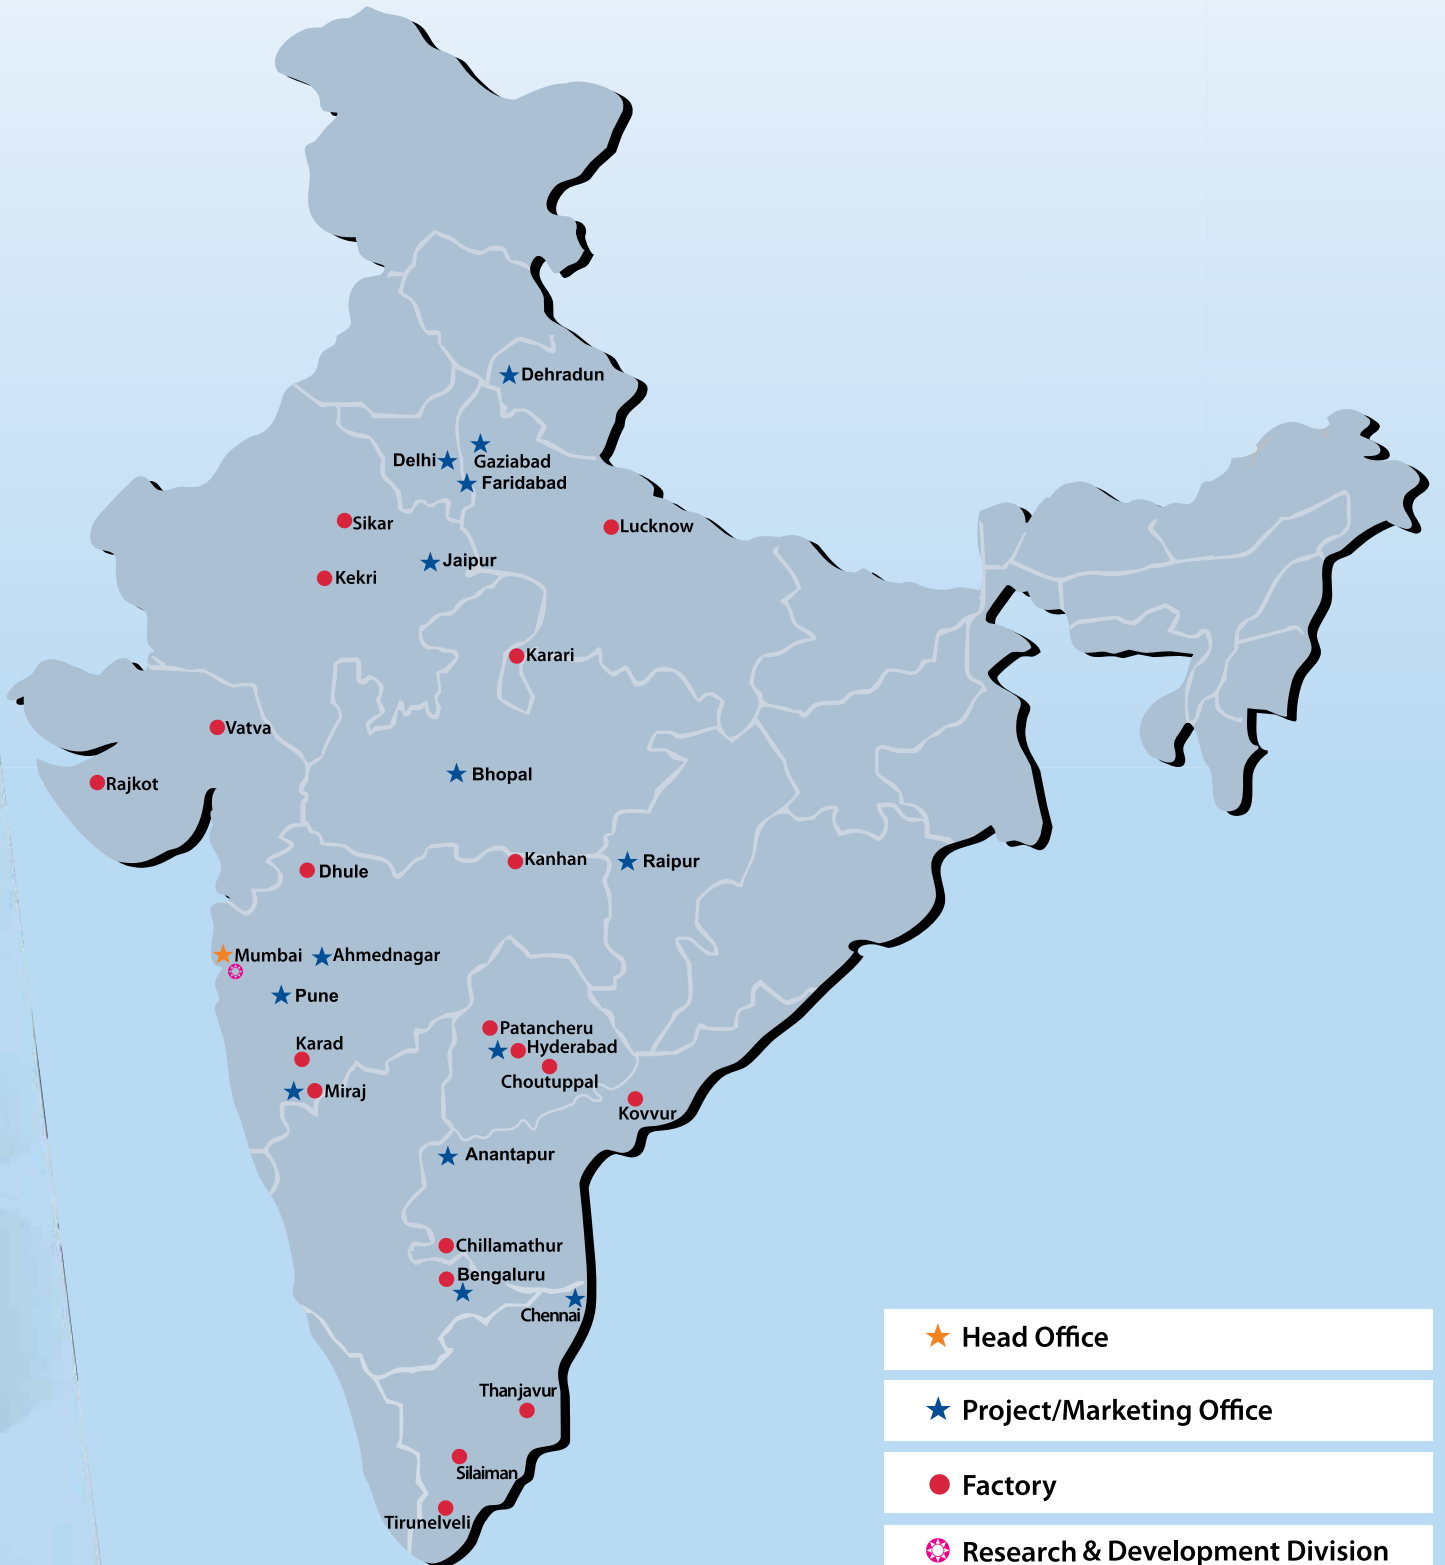 Dehradun
Delhi
Gaziabad
Faridabad
Sikar
Lucknow
Jaipur
Kekri
Karari
Vatva
Bhopal
Rajkot
Kanhan
Raipur
Dhule
Mumbai
Ahmednagar
Pune
Patancheru
Karad
Hyderabad
Choutuppal
Miraj
Kovvur
Anantapur
Chillamathur
Bengaluru
Chennai
Thanjavur
Silaiman
Tirunelveli
Head Office
Project/Marketing Office
Factory
Research & Development Division